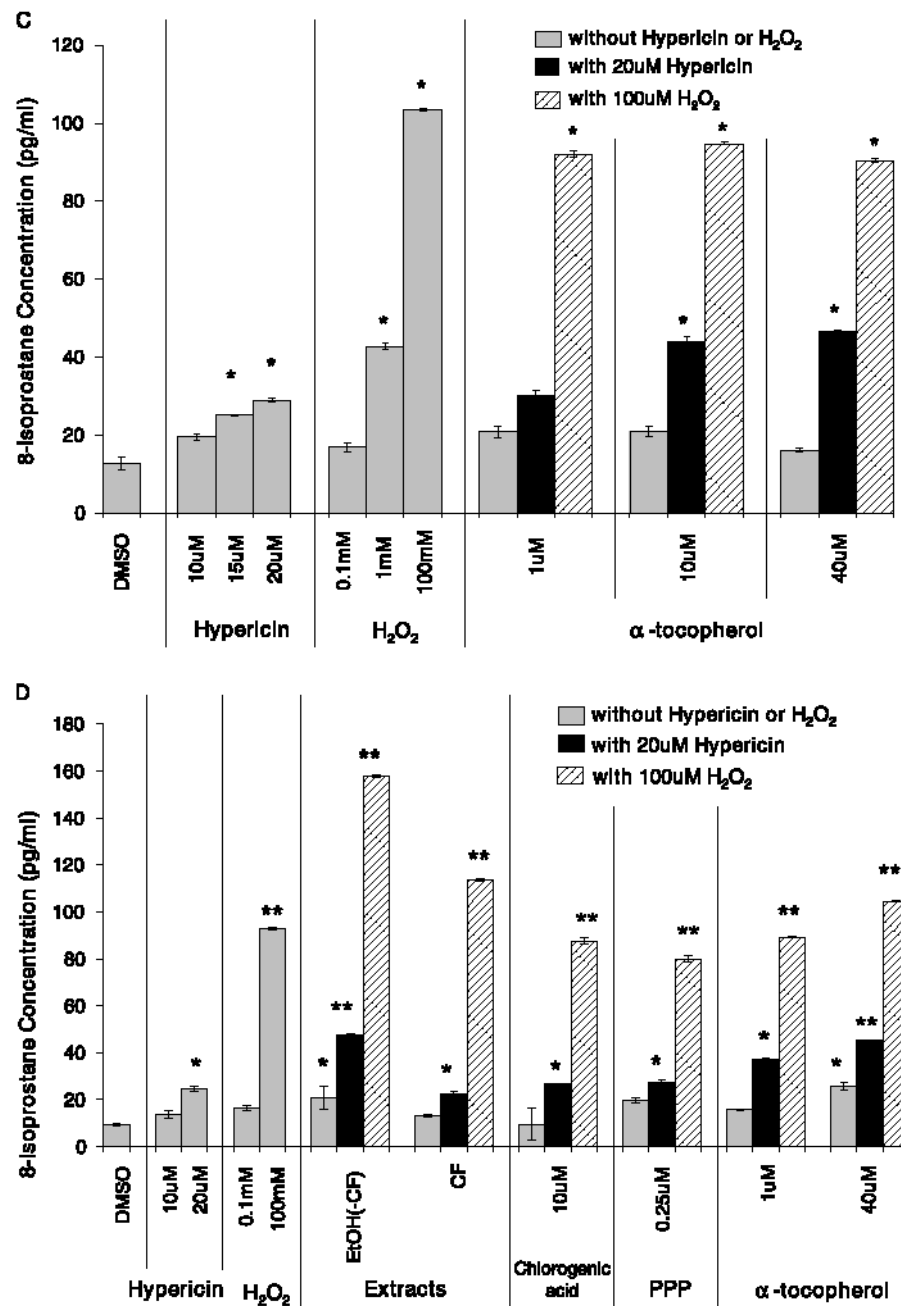 C
without Hypericin or H₂O₂
with 20uM Hypericin
with 100uM H₂O₂
8-Isoprostane Concentration (pg/ml)
120
100
80
60
40
20
0
*
*
*
*
*
*
*
*
*
DMSO
10uM
15uM
20uM
0.1mM
1mM
100mM
1uM
10uM
40uM
Hypericin
H₂O₂
α-tocopherol
D
without Hypericin or H₂O₂
with 20uM Hypericin
with 100uM H₂O₂
8-Isoprostane Concentration (pg/ml)
180
160
140
120
100
80
60
40
20
0
*
**
*
**
**
*
**
*
**
*
**
*
**
*
**
**
DMSO
10uM
20uM
0.1mM
100mM
EtOH(-CF)
CF
10uM
0.25uM
1uM
40uM
Hypericin
H₂O₂
Extracts
Chlorogenic
acid
PPP
α-tocopherol